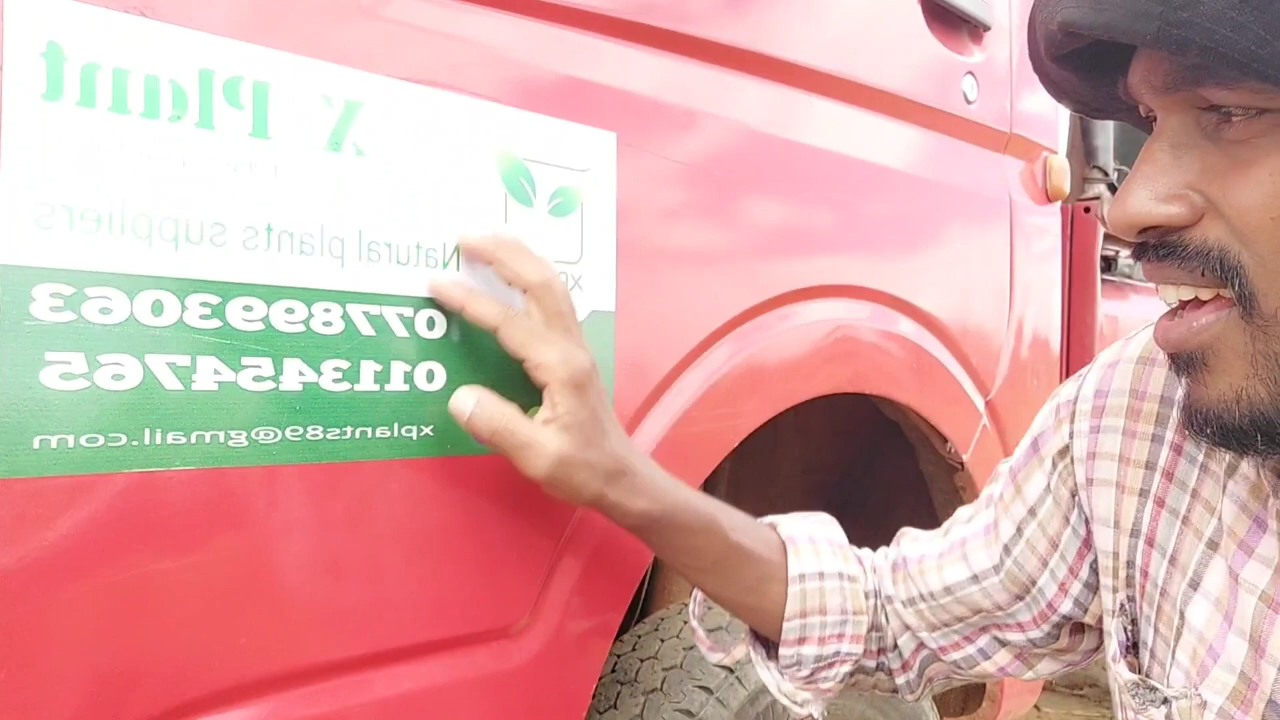 X Plant
Natural plants suppliers
0778993063
0113454765
xplants89@gmail.com